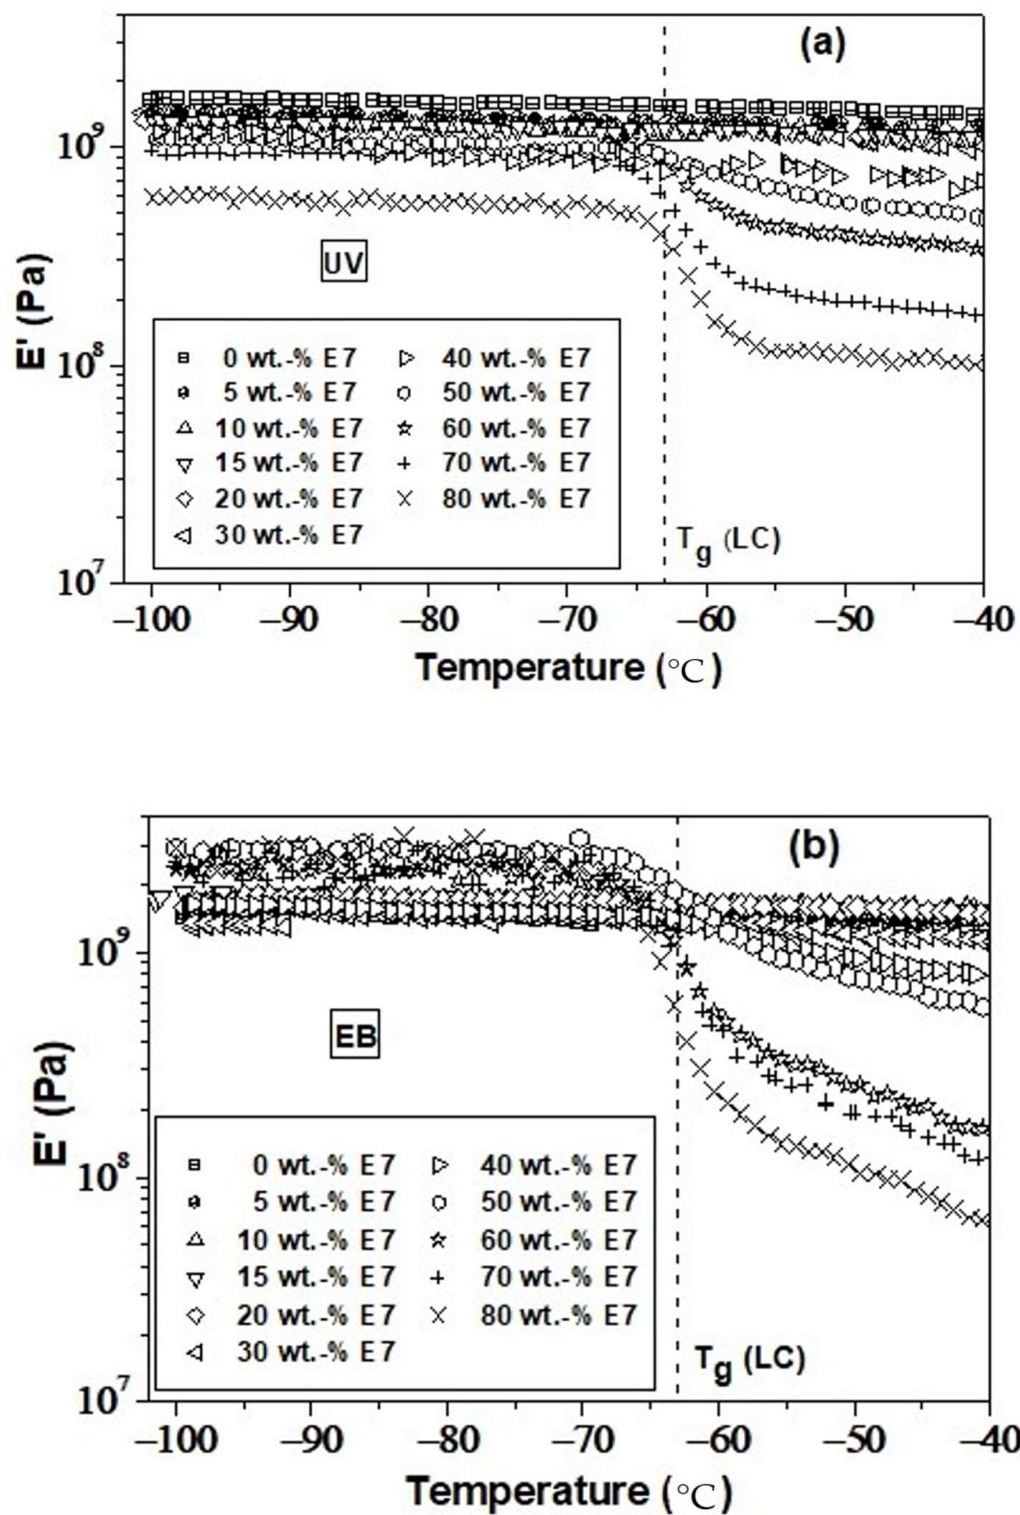 (a)
10⁹
E' (Pa)
UV
0 wt.-% E7 40 wt.-% E7
10⁸
5 wt.-% E7 50 wt.-% E7
10 wt.-% E7 60 wt.-% E7
15 wt.-% E7 70 wt.-% E7
20 wt.-% E7 80 wt.-% E7
30 wt.-% E7
Tg (LC)
10⁷
–100 –90 –80 –70 –60 –50 –40
Temperature (°C)
(b)
10⁹
EB
E' (Pa)
0 wt.-% E7 40 wt.-% E7
10⁸
5 wt.-% E7 50 wt.-% E7
10 wt.-% E7 60 wt.-% E7
15 wt.-% E7 70 wt.-% E7
20 wt.-% E7 80 wt.-% E7
30 wt.-% E7
Tg (LC)
10⁷
–100 –90 –80 –70 –60 –50 –40
Temperature (°C)